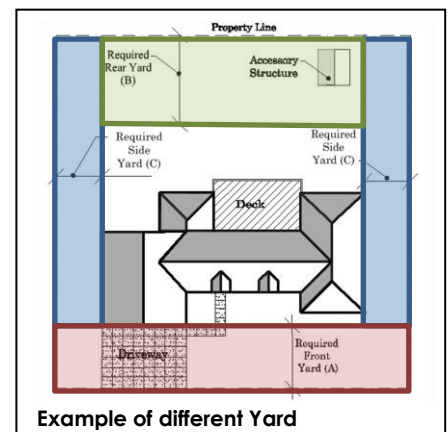 Property Line
Required
Rear Yard
(B)
Accessory
Structure
Required
Side
Yard (C)
Required
Side
Yard (C)
Deck
Driveway
Required
Front
Yard (A)
Example of different Yard